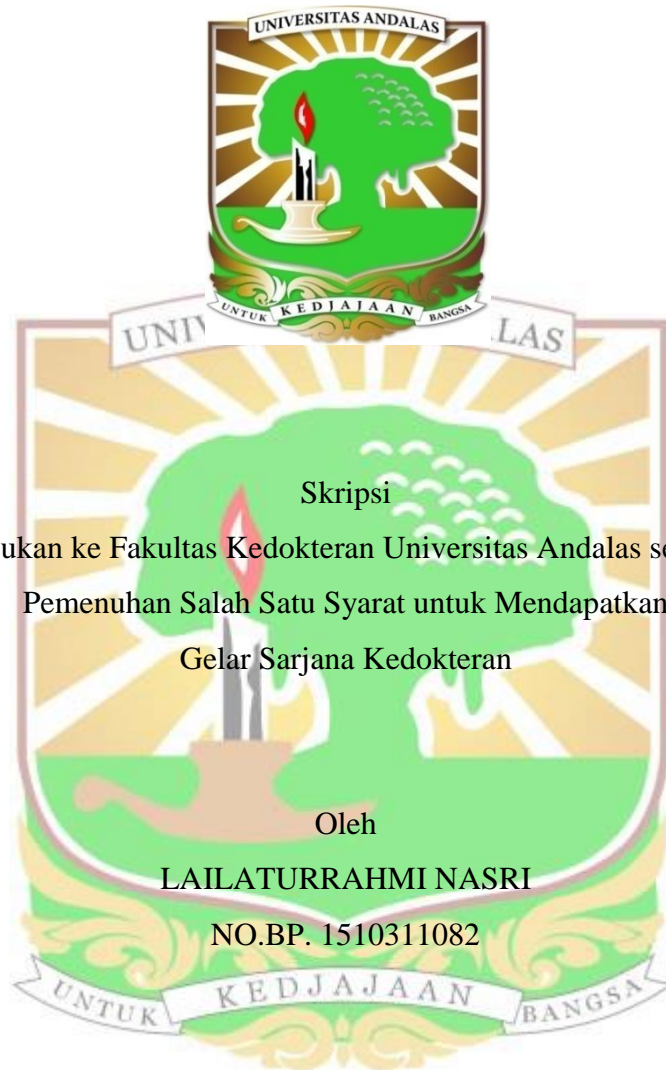 UNIVERSITAS ANDALAS
UNTUK KEDJAJAAN BANGSA
UNI LAS
Skripsi
ukan ke Fakultas Kedokteran Universitas Andalas se
Pemenuhan Salah Satu Syarat untuk Mendapatkan
Gelar Sarjana Kedokteran
Oleh
LAILATURRAHMI NASRI
NO.BP. 1510311082
UNTUK KEDJAJAAN BANGSA